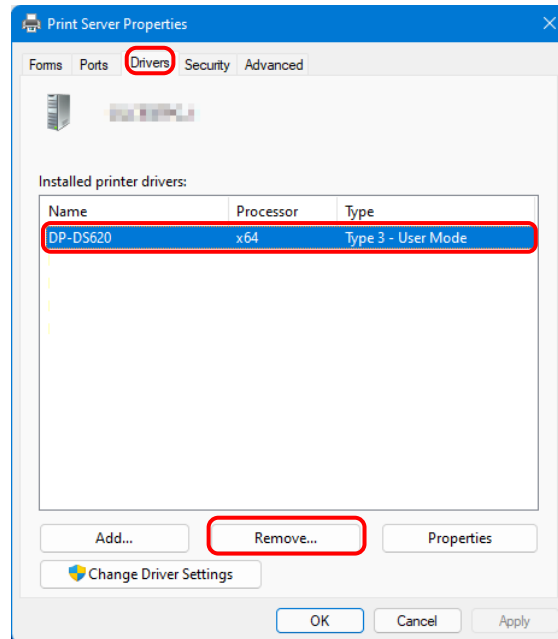 Print Server Properties
Forms Ports Drivers Security Advanced
Installed printer drivers:
Name Processor Type
DP-DS620 x64 Type 3 - User Mode
Add... Remove... Properties
Change Driver Settings
OK Cancel Apply